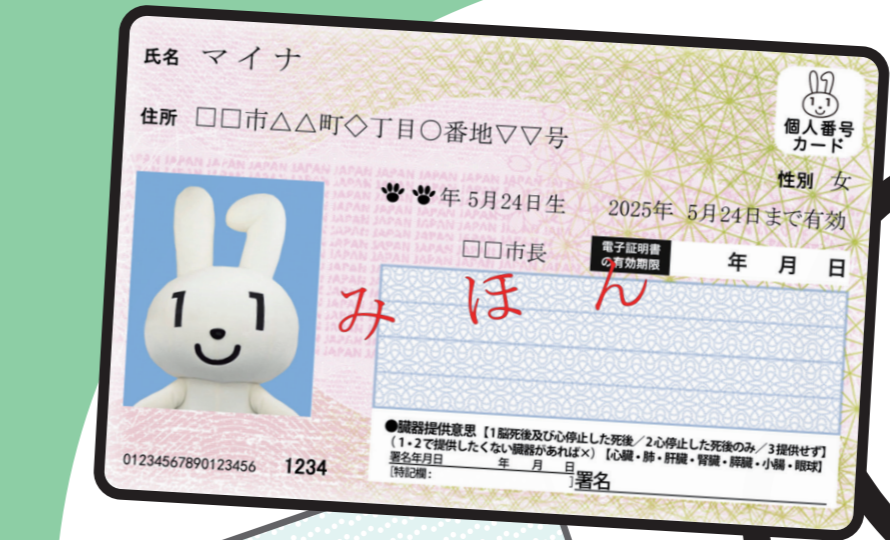 氏名 マイナ
個人番号
カード
住所 □□市△△町◇丁目○番地▽▽号
性別 女
JAPAN JAPAN JAPAN JAPAN JAPAN
年 5月24日生 2025年 5月24日まで有効
□□市長
電子証明書
の有効期限
年 月 日
みほん
●臓器提供意思【1脳死後及び心停止した死後／2心停止した死後のみ／3提供せず】
（1・2で提供したくない臓器があれば×）【心臓・肺・肝臓・腎臓・膵臓・小腸・眼球】
署名年月日 年 月 日
[特記欄: ]署名
01234567890123456 1234